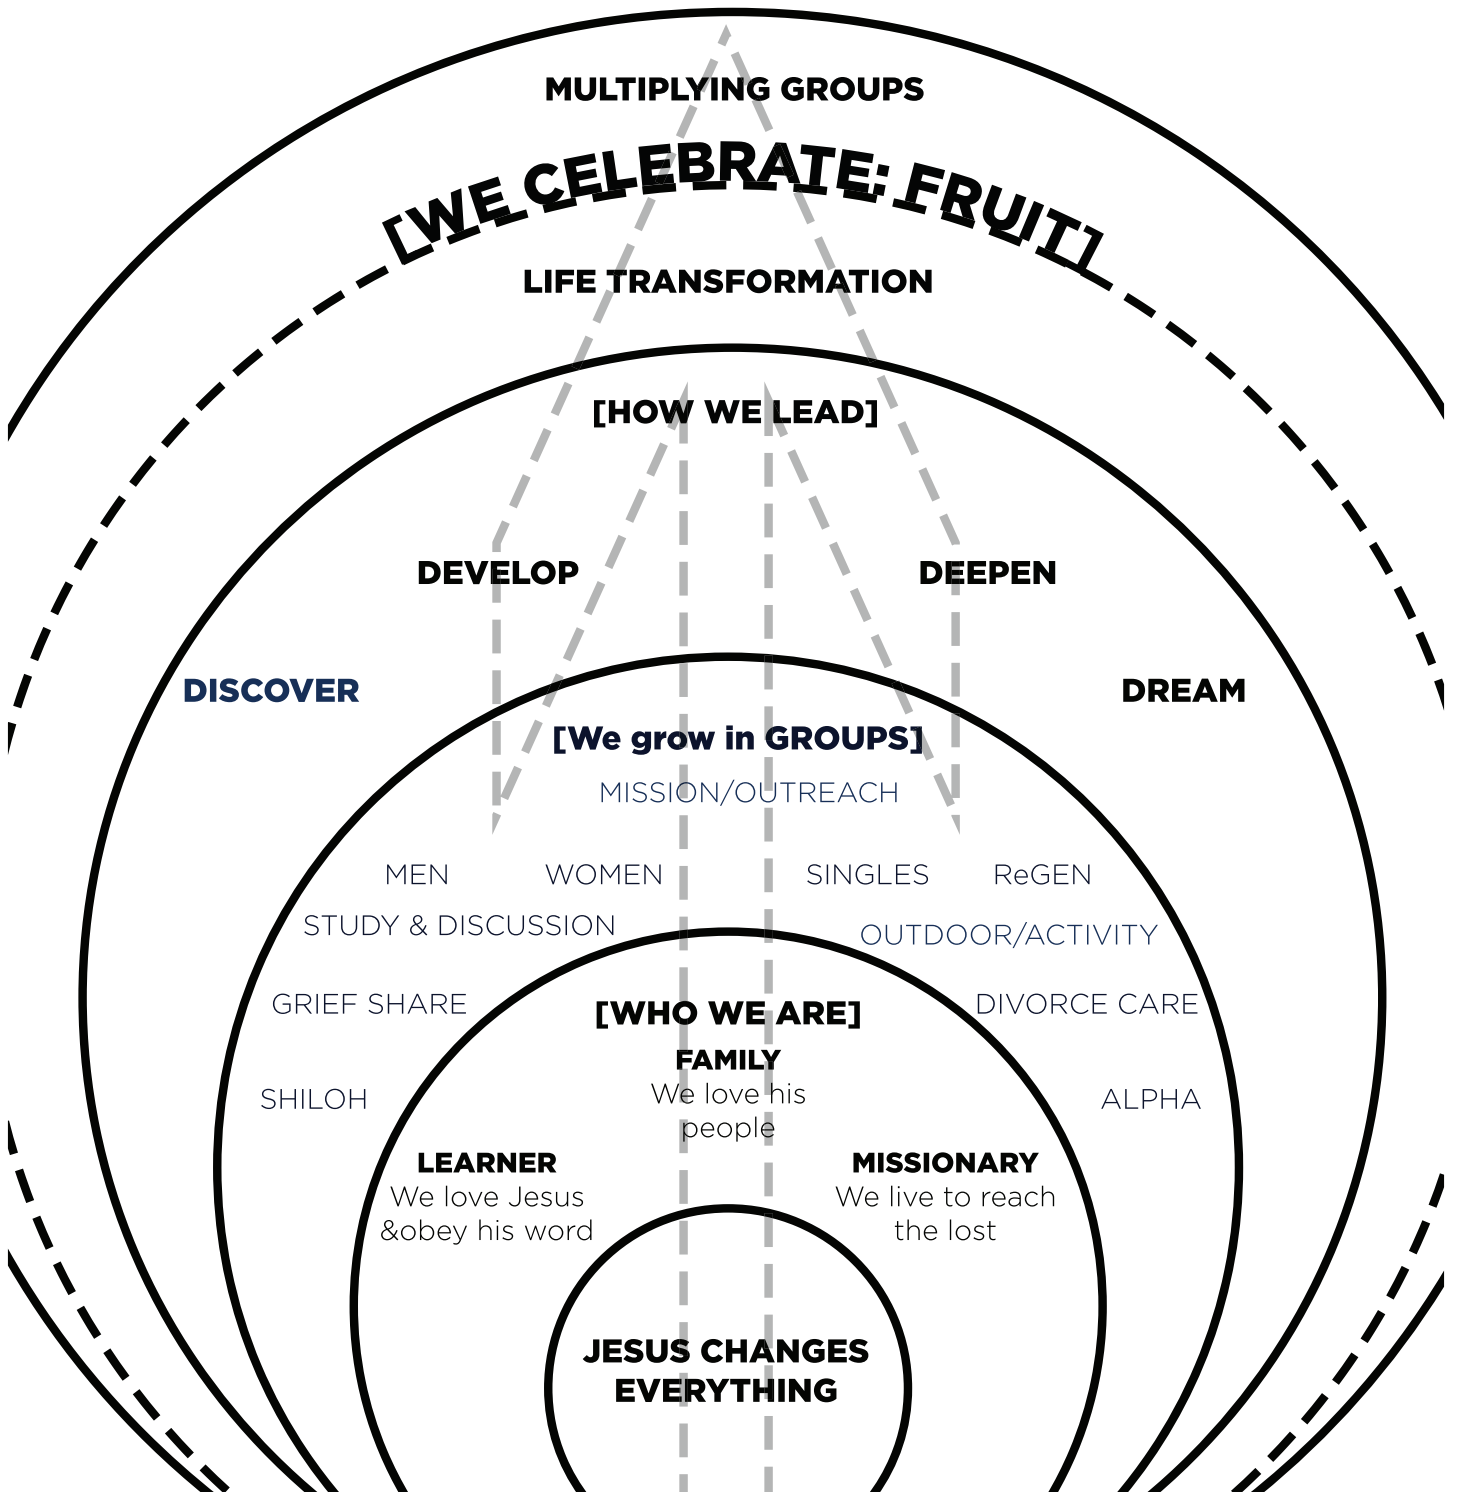 MULTIPLYING GROUPS
[WE CELEBRATE: FRUIT]
LIFE TRANSFORMATION
[HOW WE LEAD]
DEVELOP
DEEPEN
DISCOVER
DREAM
[We grow in GROUPS]
MISSION/OUTREACH
MEN
WOMEN
SINGLES
ReGEN
STUDY & DISCUSSION
OUTDOOR/ACTIVITY
GRIEF SHARE
DIVORCE CARE
SHILOH
ALPHA
[WHO WE ARE]
FAMILY
We love his
people
LEARNER
We love Jesus
&obey his word
MISSIONARY
We live to reach
the lost
JESUS CHANGES
EVERYTHING